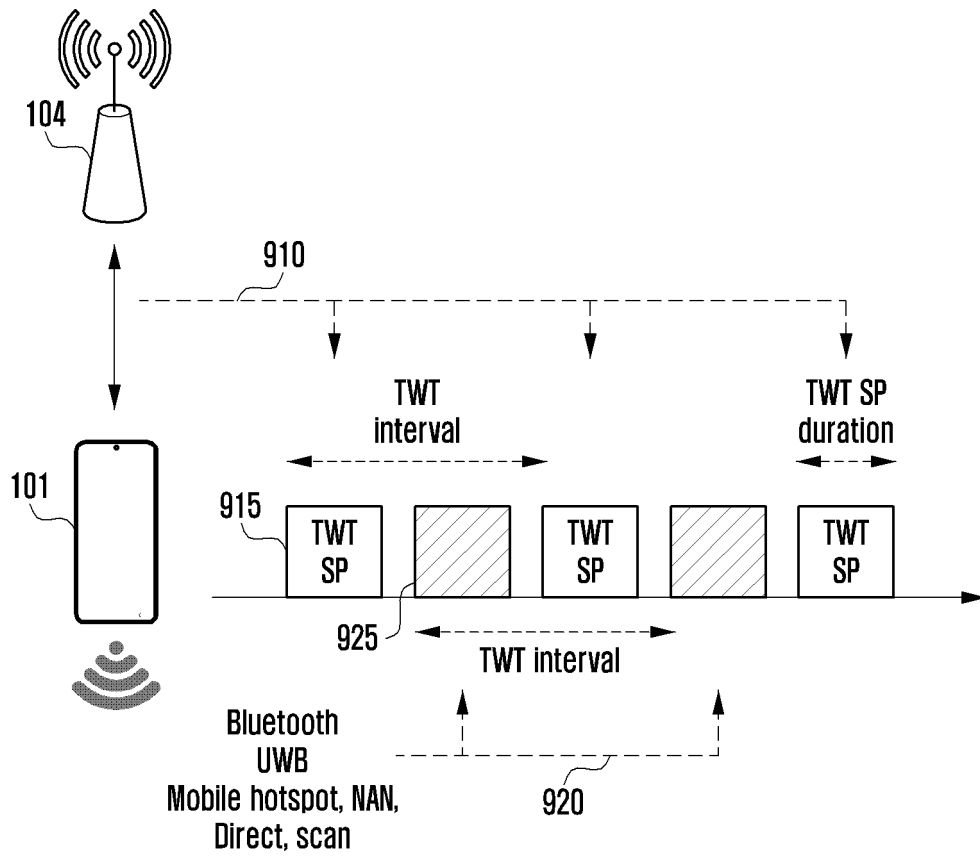 104
910
TWT
interval
TWT SP
duration
101
915
TWT
SP
TWT
SP
TWT
SP
925
TWT interval
Bluetooth
UWB
Mobile hotspot, NAN,
Direct, scan
920